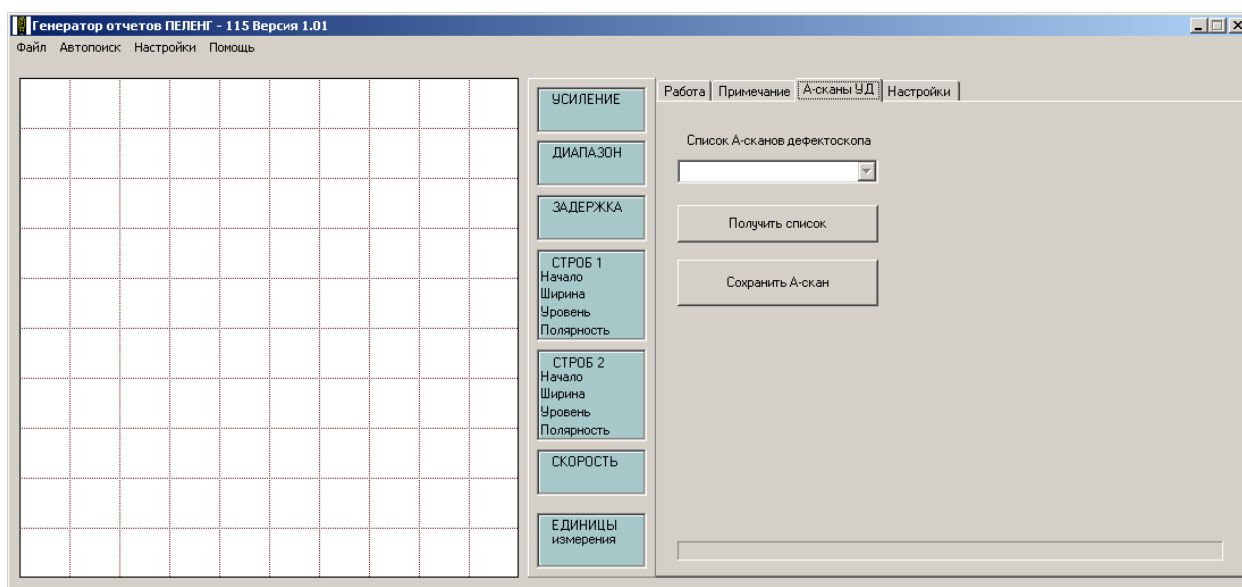 Генератор отчетов ПЕЛЕНГ - 115 Версия 1.01
Файл Автопоиск Настройки Помощь
УСИЛЕНИЕ
ДИАПАЗОН
ЗАДЕРЖКА
СТРОБ 1
Начало
Ширина
Уровень
Полярность
СТРОБ 2
Начало
Ширина
Уровень
Полярность
СКОРОСТЬ
ЕДИНИЦЫ
измерения
Работа Примечание А-сканы УД Настройки
Список А-сканов дефектоскопа
Получить список
Сохранить А-скан